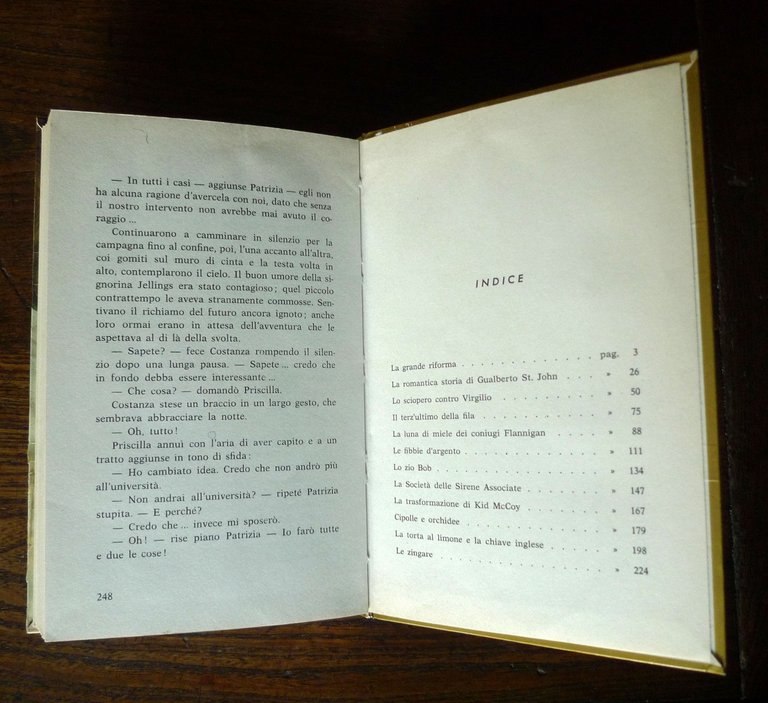 — In tutti i casi — aggiunse Patrizia — egli non
ha alcuna ragione d'avercela con noi, dato che senza
il nostro intervento non avrebbe mai avuto il co-
raggio ...
Continuarono a camminare in silenzio per la
campagna fino al confine, poi, l'una accanto all'altra,
coi gomiti sul muro di cinta e la testa volta in
alto, contemplarono il cielo. Il buon umore della si-
gnorina Jellings era stato contagioso; quel piccolo
contrattempo le aveva stranamente commosse. Sen-
tivano il richiamo del futuro ancora ignoto; anche
loro ormai erano in attesa dell'avventura che le
aspettava al di là della svolta.
— Sapete? — fece Costanza rompendo il silen-
zio dopo una lunga pausa. — Sapete ... credo che
in fondo debba essere interessante ...
— Che cosa? — domandò Priscilla.
Costanza stese un braccio in un largo gesto, che
sembrava abbracciare la notte.
— Oh, tutto!
Priscilla annuì con l'aria di aver capito e a un
tratto aggiunse in tono di sfida:
— Ho cambiato idea. Credo che non andrò più
all'università.
— Non andrai all'università? — ripeté Patrizia
stupita. — E perché?
— Credo che ... invece mi sposerò.
— Oh! — rise piano Patrizia — Io farò tutte
e due le cose!
248
INDICE
La grande riforma . . . . . . . . . . . . pag. 3
La romantica storia di Gualberto St. John . . . . » 26
Lo sciopero contro Virgilio . . . . . . . . . » 50
Il terz'ultimo della fila . . . . . . . . . . » 75
La luna di miele dei coniugi Flannigan . . . . . » 88
Le fibbie d'argento . . . . . . . . . . . » 111
Lo zio Bob . . . . . . . . . . . . . » 134
La Società delle Sirene Associate . . . . . . . » 147
La trasformazione di Kid McCoy . . . . . . . » 167
Cipolle e orchidee . . . . . . . . . . . » 179
La torta al limone e la chiave inglese . . . . . » 198
Le zingare . . . . . . . . . . . . . » 224